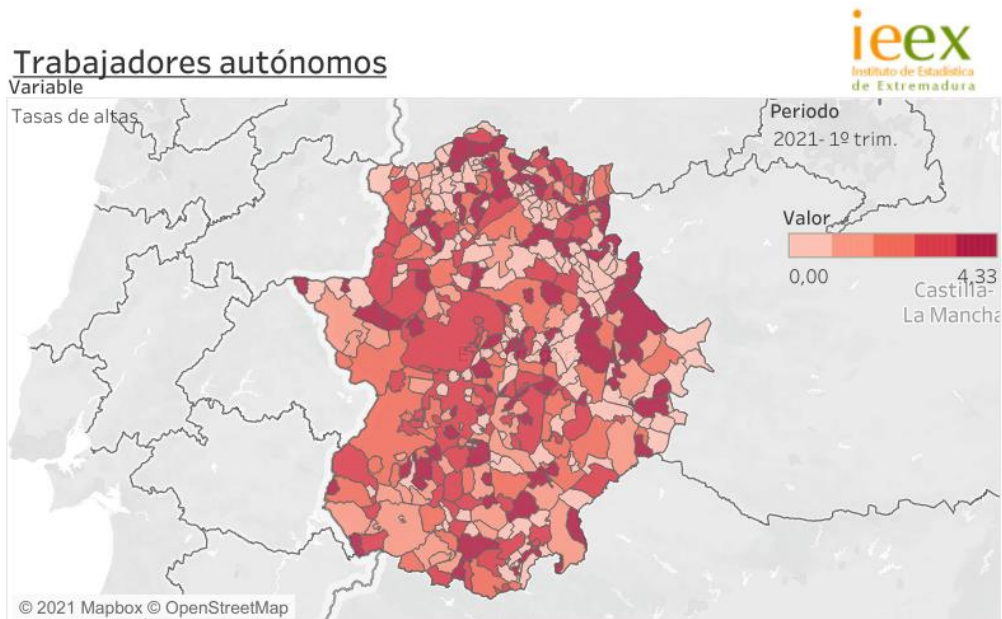 ieex
Instituto de Estadística
de Extremadura
Trabajadores autónomos
Variable
Tasas de altas
Periodo
2021- 1º trim.
Valor
0,00 4,33
Castilla-
La Mancha
© 2021 Mapbox © OpenStreetMap